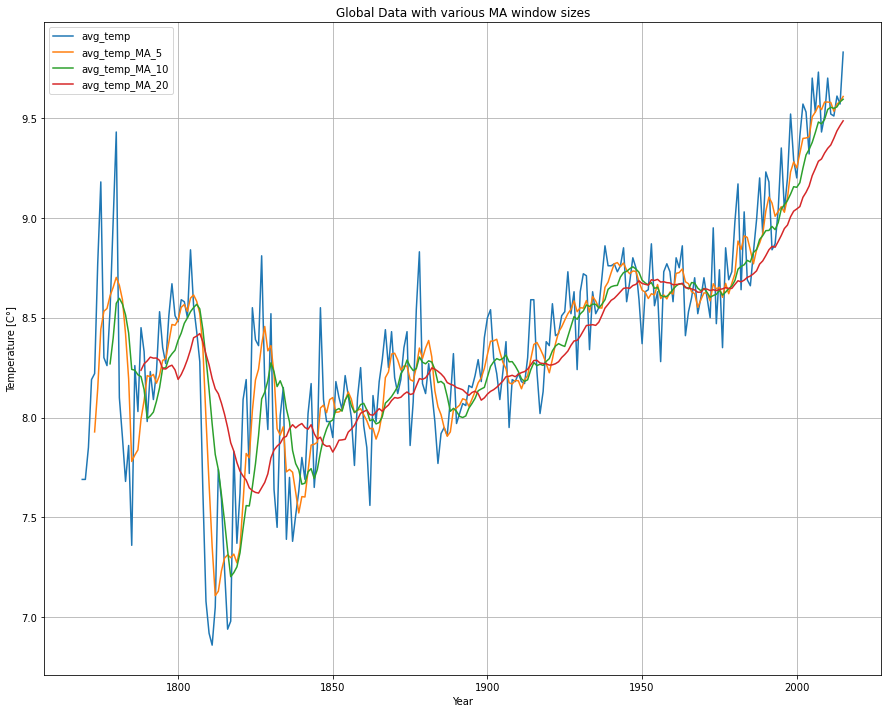 Global Data with various MA window sizes
avg_temp
avg_temp_MA_5
avg_temp_MA_10
avg_temp_MA_20
Temperature [C°]
9.5
9.0
8.5
8.0
7.5
7.0
1800 1850 1900 1950 2000
Year